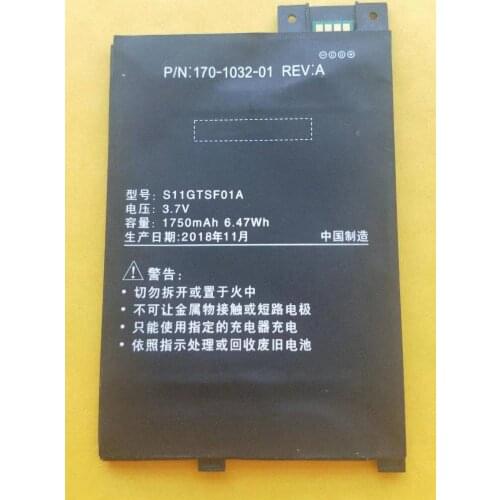 P/N:170-1032-01 REV:A
型号: S11GTSF01A
电压: 3.7V
容量: 1750mAh 6.47Wh
生产日期:2018年11月 中国制造
警告:
• 切勿拆开或置于火中
• 不可让金属物接触或短路电极
• 只能使用指定的充电器充电
• 依照指示处理或回收废旧电池